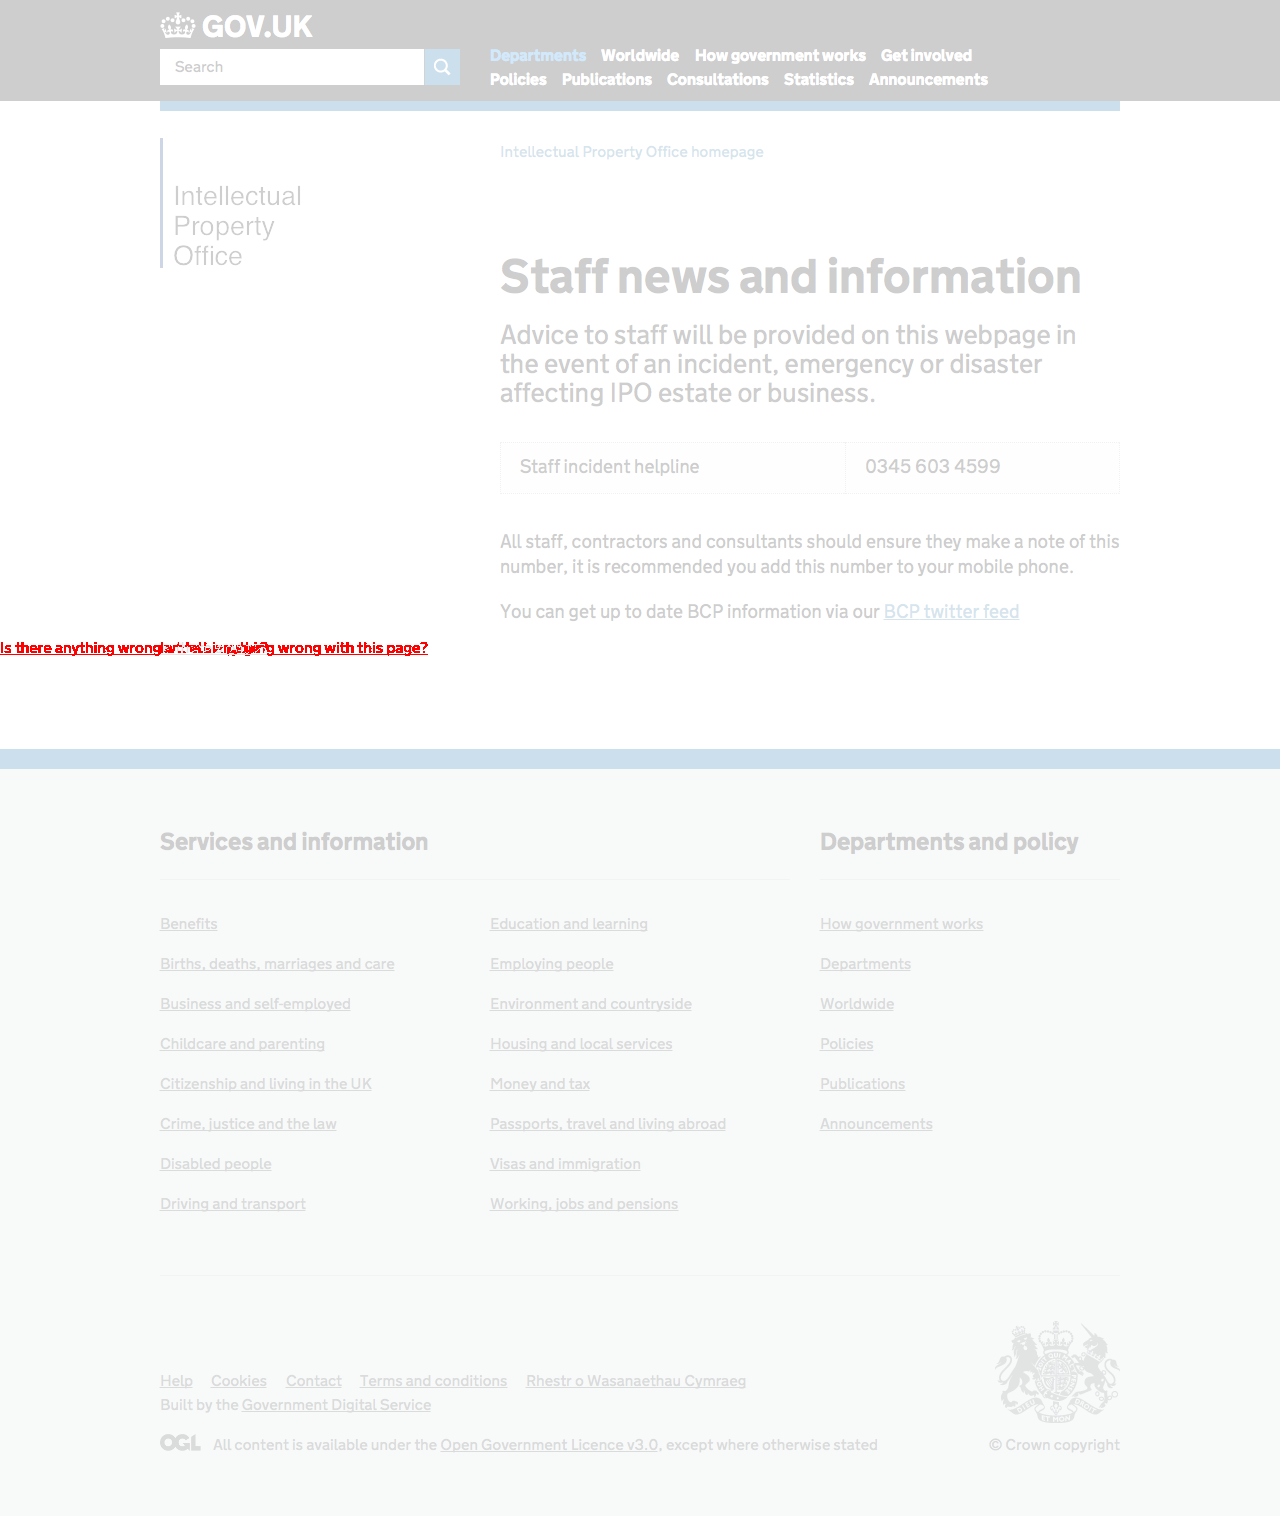 GOV.UK
Search
Departments Worldwide How government works Get involved
Policies Publications Consultations Statistics Announcements
Intellectual Property Office homepage
Intellectual
Property
Office
Staff news and information
Advice to staff will be provided on this webpage in
the event of an incident, emergency or disaster
affecting IPO estate or business.
Staff incident helpline 0345 603 4599
All staff, contractors and consultants should ensure they make a note of this
number, it is recommended you add this number to your mobile phone.
You can get up to date BCP information via our BCP twitter feed
Is there anything wrong wrong with this page?
Services and information
Departments and policy
Benefits
Births, deaths, marriages and care
Business and self-employed
Childcare and parenting
Citizenship and living in the UK
Crime, justice and the law
Disabled people
Driving and transport
Education and learning
Employing people
Environment and countryside
Housing and local services
Money and tax
Passports, travel and living abroad
Visas and immigration
Working, jobs and pensions
How government works
Departments
Worldwide
Policies
Publications
Announcements
Help Cookies Contact Terms and conditions Rhestr o Wasanaethau Cymraeg
Built by the Government Digital Service
OGL All content is available under the Open Government Licence v3.0, except where otherwise stated
© Crown copyright